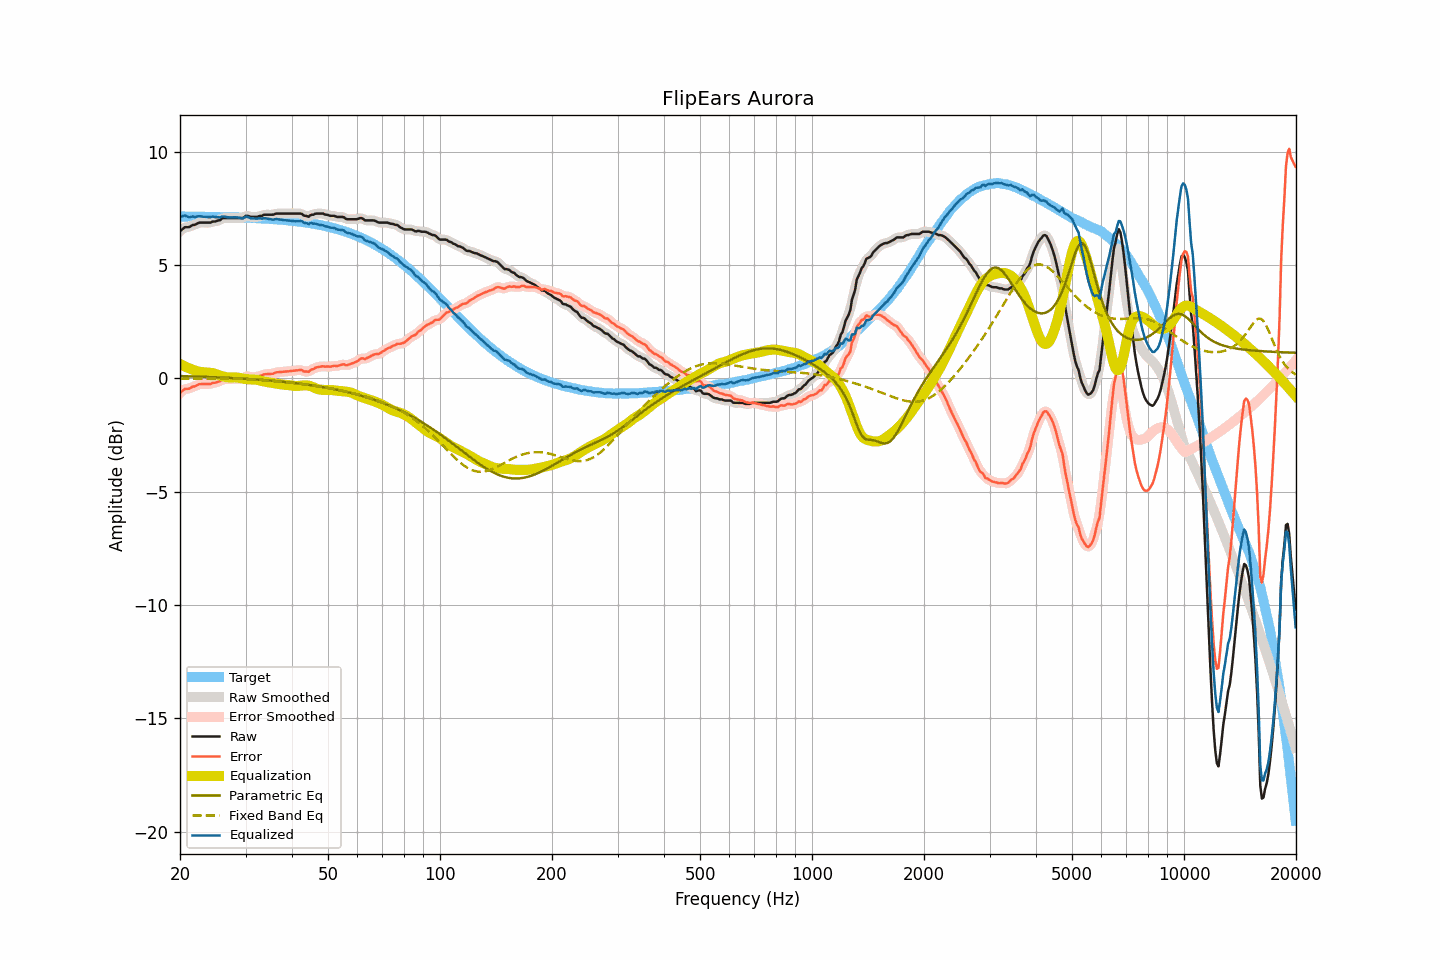 FlipEars Aurora
Amplitude (dBr)
10
5
0
−5
−10
−15
−20
Target
Raw Smoothed
Error Smoothed
Raw
Error
Equalization
Parametric Eq
Fixed Band Eq
Equalized
20 50 100 200 500 1000 2000 5000 10000 20000
Frequency (Hz)